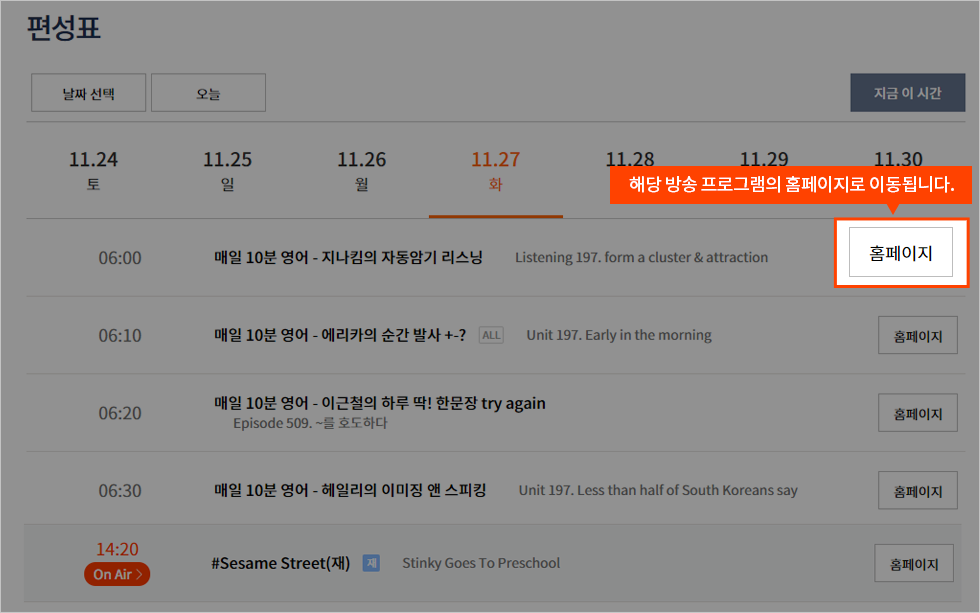 편성표
날짜 선택
오늘
지금 이 시간
11.24 11.25 11.26 11.27 11.28 11.29 11.30
토 일 월 화
해당 방송 프로그램의 홈페이지로 이동됩니다.
06:00 매일 10분 영어 - 지나킴의 자동암기 리스닝 Listening 197. form a cluster & attraction 홈페이지
06:10 매일 10분 영어 - 에리카의 순간 발사 +-? ALL Unit 197. Early in the morning 홈페이지
06:20 매일 10분 영어 - 이근철의 하루 딱! 한문장 try again 홈페이지
Episode 509. ~를 호도하다
06:30 매일 10분 영어 - 헤일리의 이미징 앤 스피킹 Unit 197. Less than half of South Koreans say 홈페이지
14:20 #Sesame Street(재) 재 Stinky Goes To Preschool 홈페이지
On Air >